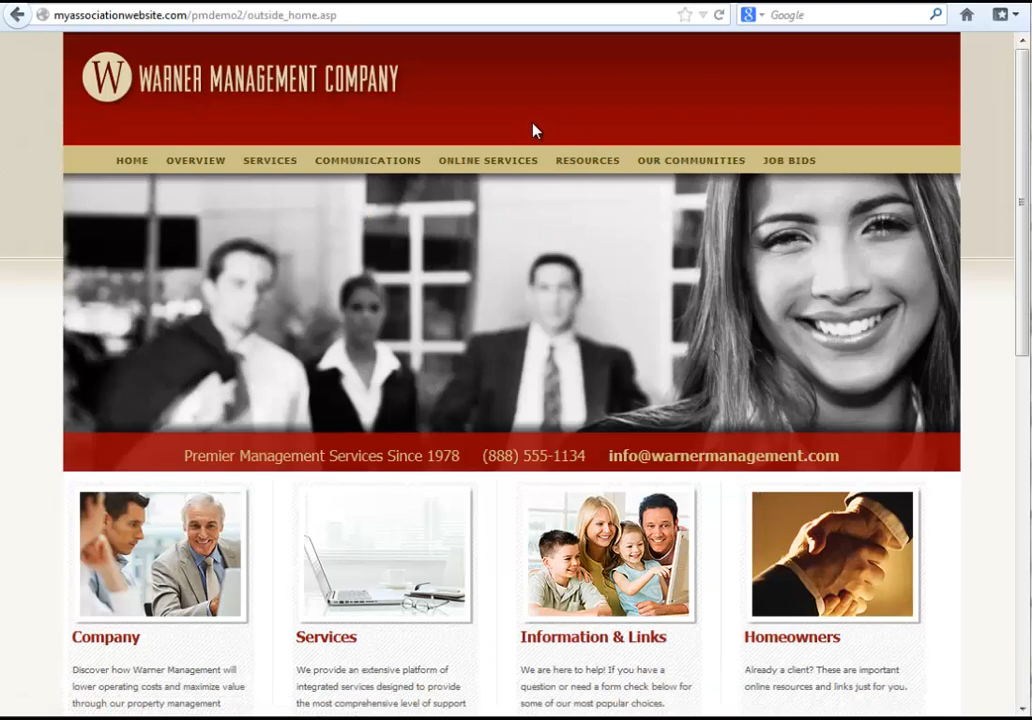 myassociationwebsite.com/pmdemo2/outside_home.asp
Google
W WARNER MANAGEMENT COMPANY
HOME OVERVIEW SERVICES COMMUNICATIONS ONLINE SERVICES RESOURCES OUR COMMUNITIES JOB BIDS
Premier Management Services Since 1978 (888) 555-1134 info@warnermanagement.com
Company
Discover how Warner Management will
lower operating costs and maximize value
through our property management
Services
We provide an extensive platform of
integrated services designed to provide
the most comprehensive level of support
Information & Links
We are here to help! If you have a
question or need a form check below for
some of our most popular choices.
Homeowners
Already a client? These are important
online resources and links just for you.